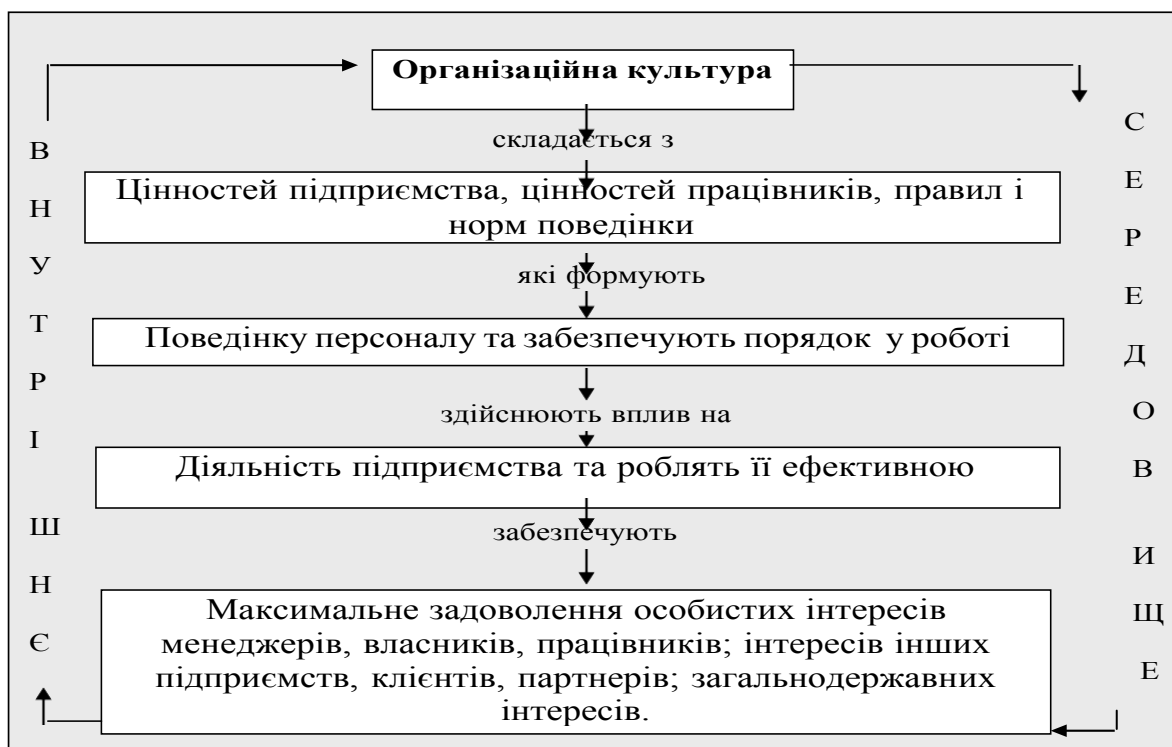 Організаційна культура
складається з
Цінностей підприємства, цінностей працівників, правил і
норм поведінки
які формують
Поведінку персоналу та забезпечують порядок у роботі
здійснюють вплив на
Діяльність підприємства та роблять її ефективною
забезпечують
Максимальне задоволення особистих інтересів
менеджерів, власників, працівників; інтересів інших
підприємств, клієнтів, партнерів; загальнодержавних
інтересів.
В
Н
У
Т
Р
І
Ш
Н
Є
С
Е
Р
Е
Д
О
В
И
Щ
Е